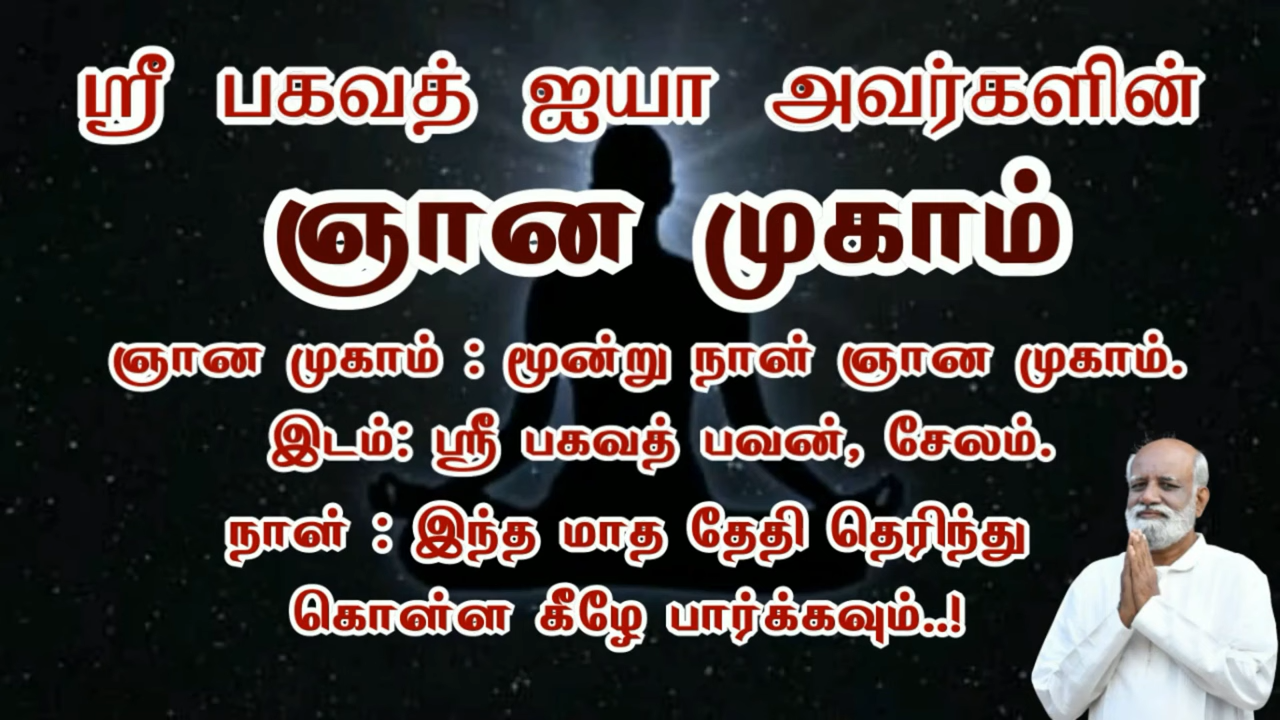 ஸ்ரீ பகவத் ஐயா அவர்களின்
ஞான முகாம்
ஞான முகாம் : மூன்று நாள் ஞான முகாம்.
இடம்: ஸ்ரீ பகவத் பவன், சேலம்.
நாள் : இந்த மாத தேதி தெரிந்து
கொள்ள கீழே பார்க்கவும்..!